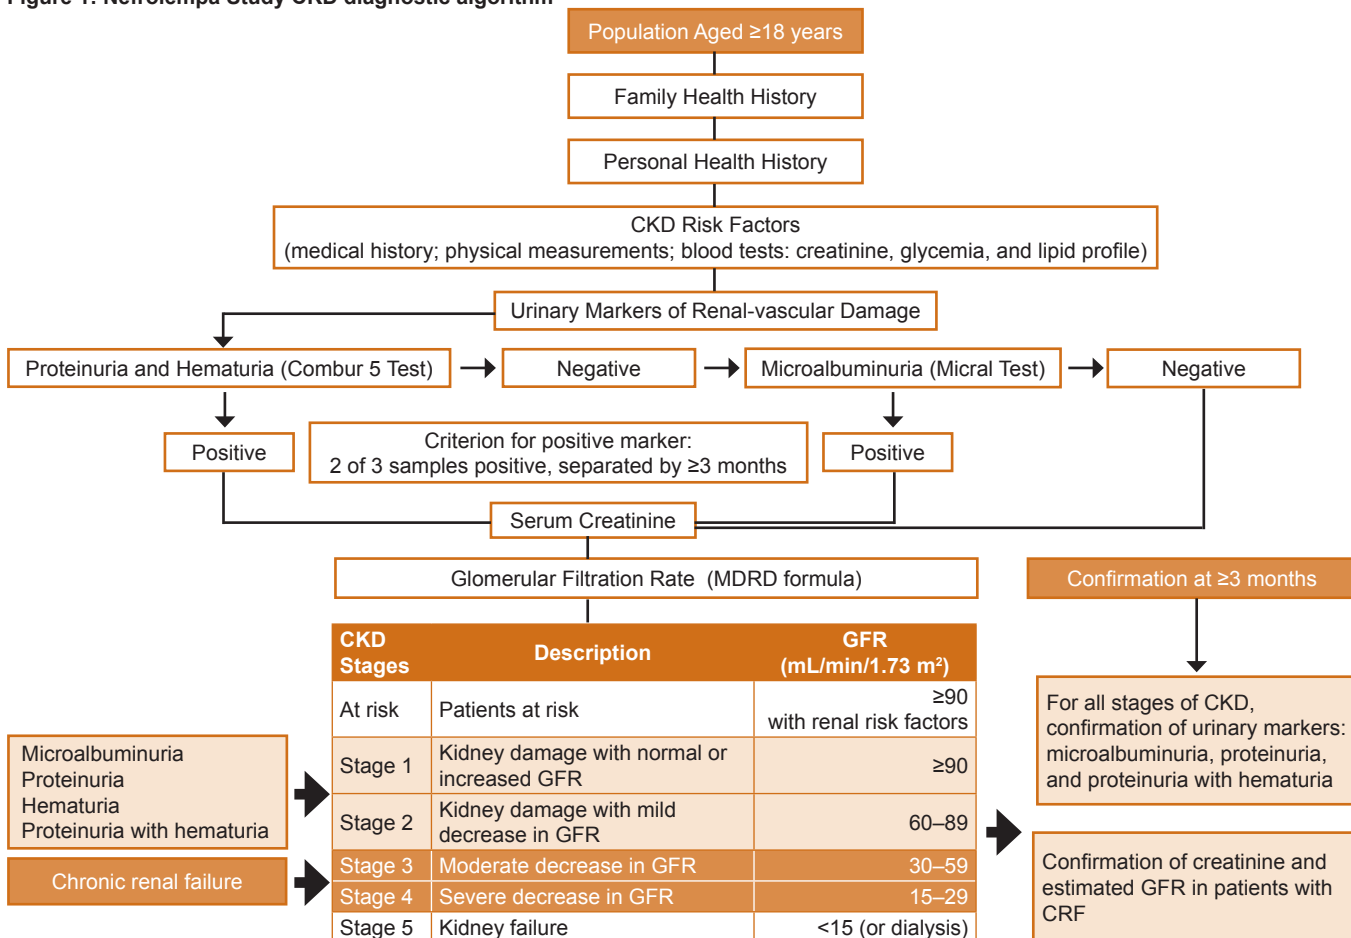 Figure 1: Nefrolempa Study CKD diagnostic algorithm
Population Aged ≥18 years
Family Health History
Personal Health History
CKD Risk Factors
(medical history; physical measurements; blood tests: creatinine, glycemia, and lipid profile)
Urinary Markers of Renal-vascular Damage
Proteinuria and Hematuria (Combur 5 Test)
Negative
Microalbuminuria (Micral Test)
Negative
Positive
Criterion for positive marker:
2 of 3 samples positive, separated by ≥3 months
Positive
Serum Creatinine
Glomerular Filtration Rate (MDRD formula)
Confirmation at ≥3 months
CKD
Stages
Description
GFR
(mL/min/1.73 m²)
At risk
Patients at risk
≥90
with renal risk factors
Stage 1
Kidney damage with normal or
increased GFR
≥90
Stage 2
Kidney damage with mild
decrease in GFR
60–89
Stage 3
Moderate decrease in GFR
30–59
Stage 4
Severe decrease in GFR
15–29
Stage 5
Kidney failure
<15 (or dialysis)
Microalbuminuria
Proteinuria
Hematuria
Proteinuria with hematuria
Chronic renal failure
For all stages of CKD,
confirmation of urinary markers:
microalbuminuria, proteinuria,
and proteinuria with hematuria
Confirmation of creatinine and
estimated GFR in patients with
CRF